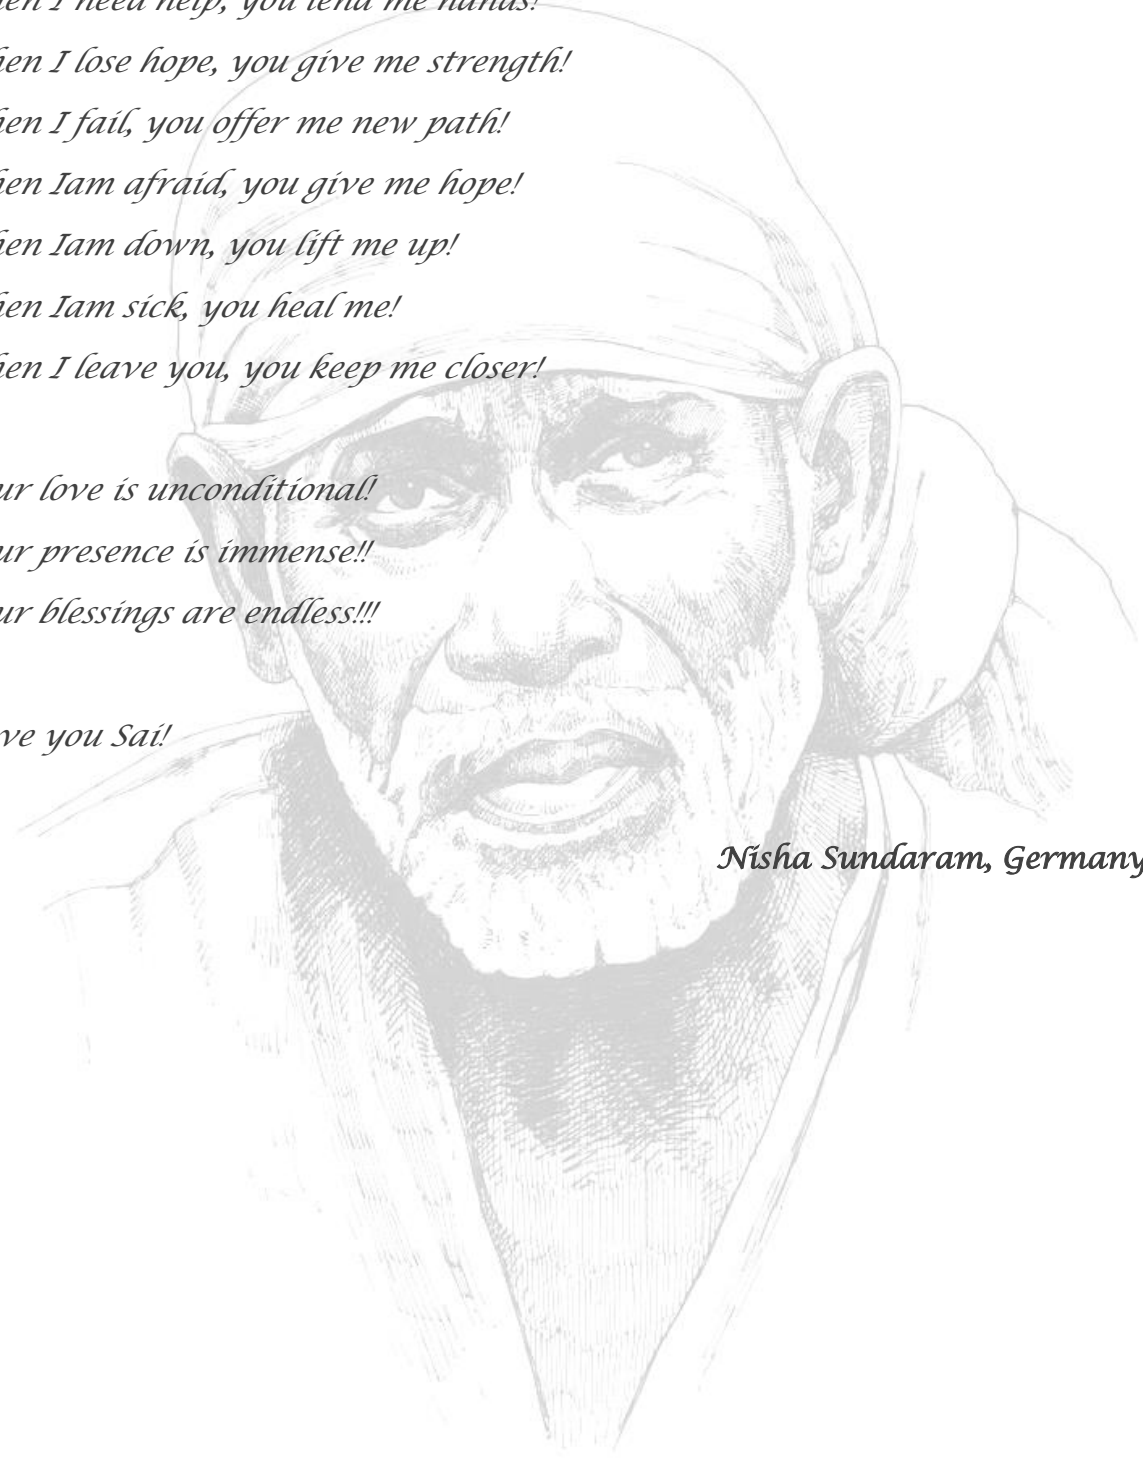 hen I need help, you lend me hands!
hen I lose hope, you give me strength!
hen I fail, you offer me new path!
hen Iam afraid, you give me hope!
hen Iam down, you lift me up!
hen Iam sick, you heal me!
hen I leave you, you keep me closer!
ur love is unconditional!
ur presence is immense!!
ur blessings are endless!!!
ve you Sai!
Nisha Sundaram, Germany